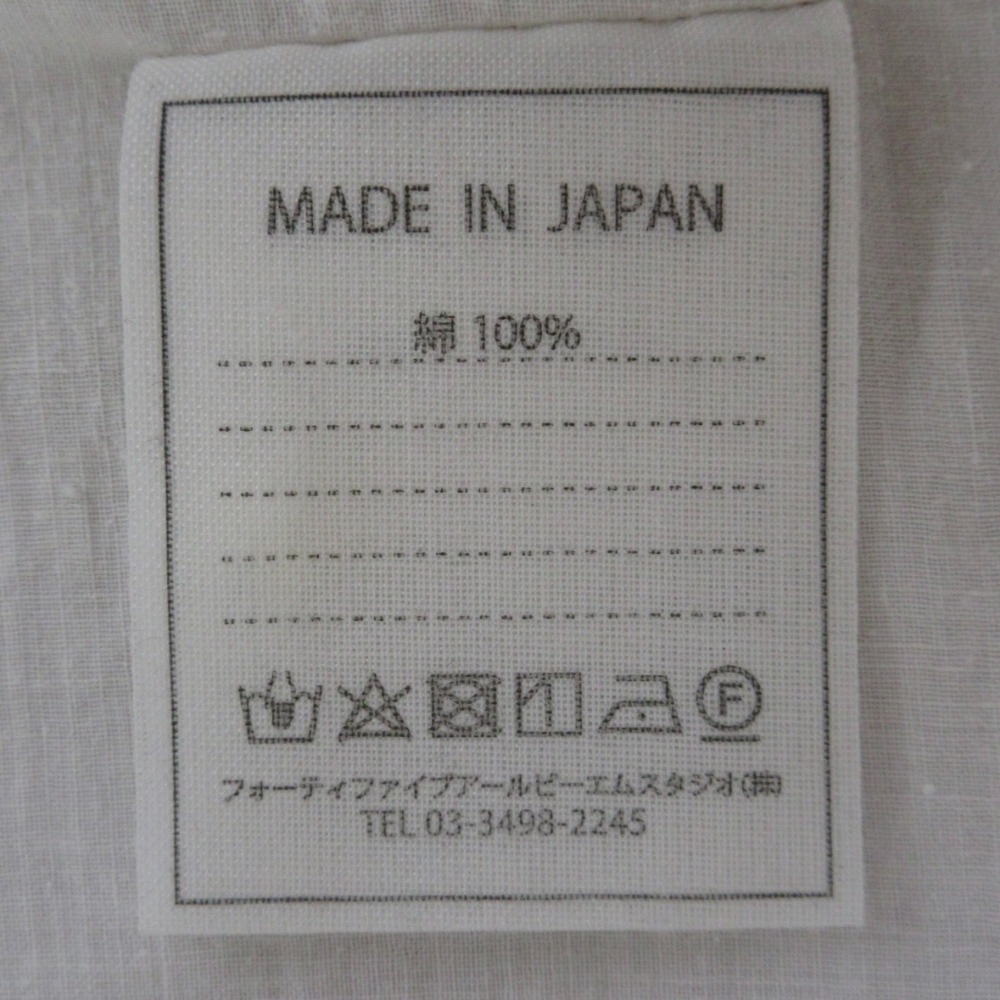 MADE IN JAPAN
綿 100%
F
フォーティファイブアールピーエムスタジオ(株)
TEL 03-3498-2245